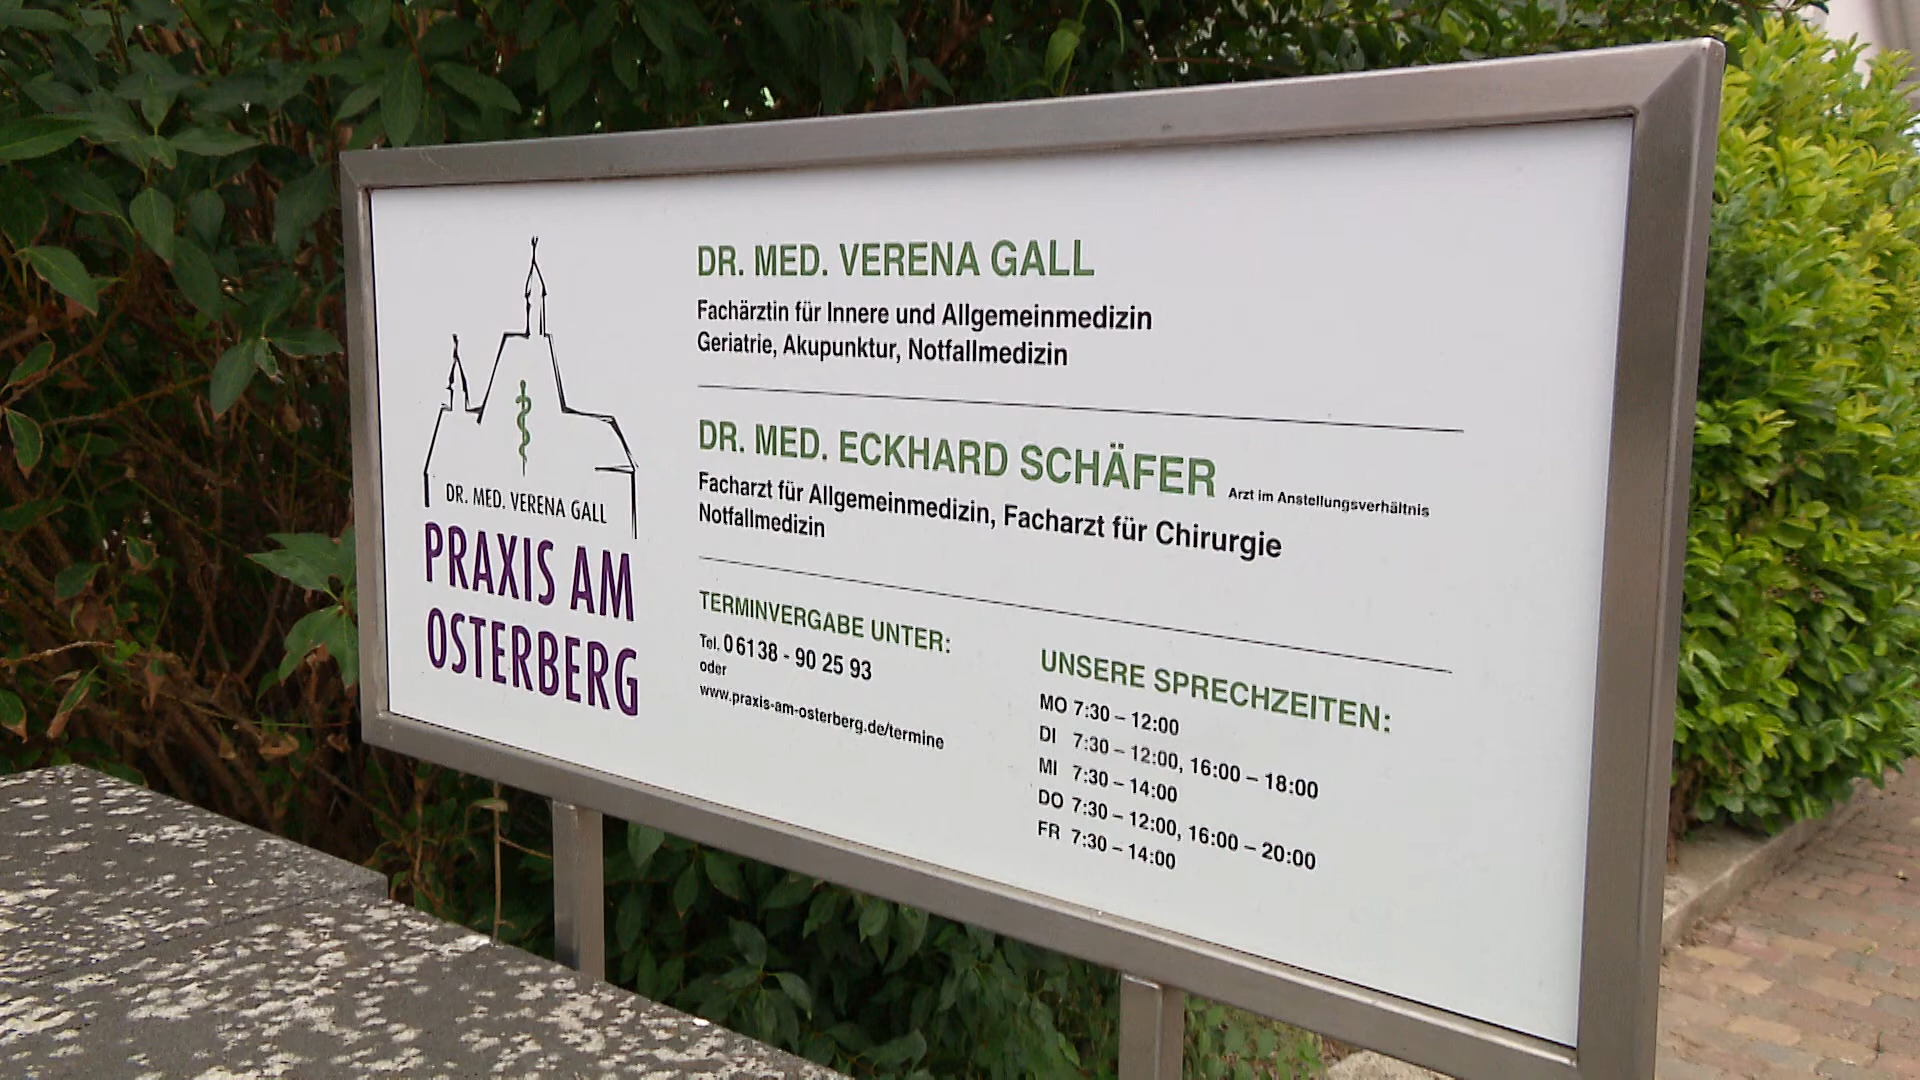 DR. MED. VERENA GALL
PRAXIS AM
OSTERBERG
DR. MED. VERENA GALL
Fachärztin für Innere und Allgemeinmedizin
Geriatrie, Akupunktur, Notfallmedizin
DR. MED. ECKHARD SCHÄFER Arzt im Anstellungsverhältnis
Facharzt für Allgemeinmedizin, Facharzt für Chirurgie
Notfallmedizin
TERMINVERGABE UNTER:
Tel. 0 61 38 - 90 25 93
oder
www.praxis-am-osterberg.de/termine
UNSERE SPRECHZEITEN:
MO 7:30 – 12:00
DI 7:30 – 12:00, 16:00 – 18:00
MI 7:30 – 14:00
DO 7:30 – 12:00, 16:00 – 20:00
FR 7:30 – 14:00